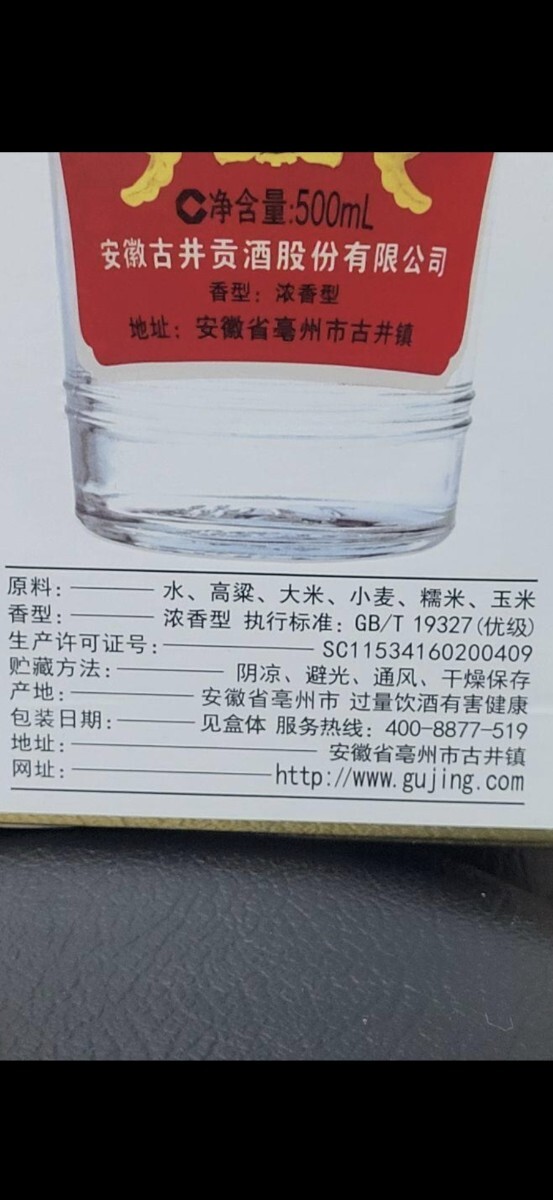 净含量:500mL
安徽古井贡酒股份有限公司
香型：浓香型
地址：安徽省亳州市古井镇
原料：水、高粱、大米、小麦、糯米、玉米
香型：浓香型 执行标准：GB/T 19327(优级)
生产许可证号：SC11534160200409
贮藏方法：阴凉、避光、通风、干燥保存
产地：安徽省亳州市 过量饮酒有害健康
包装日期：见盒体 服务热线：400-8877-519
地址：安徽省亳州市古井镇
网址：http://www.gujing.com